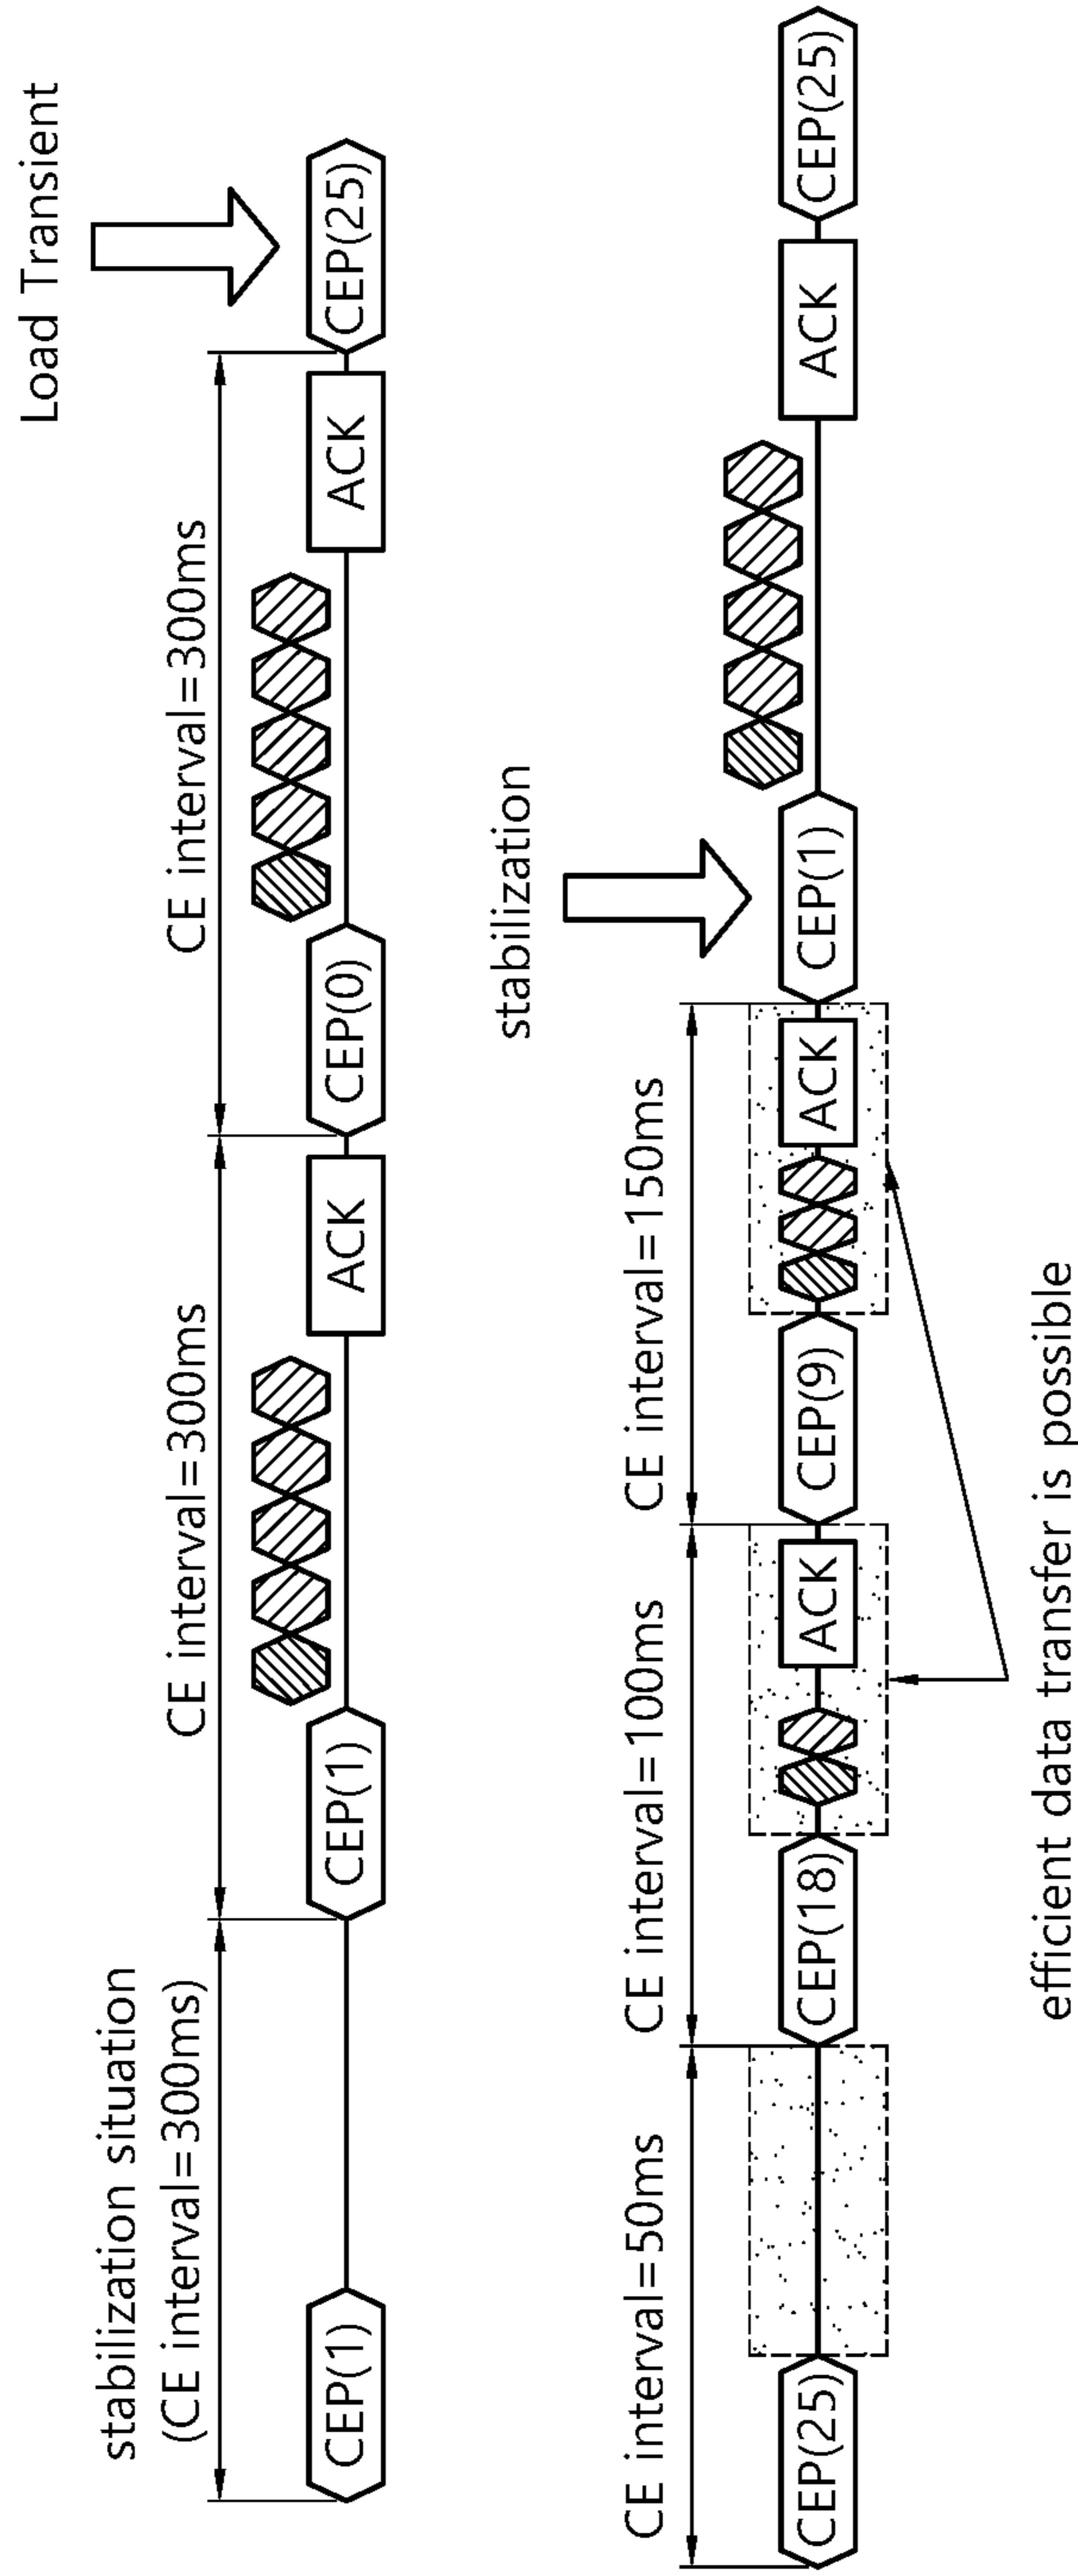 Load Transient
stabilization situation
(CE interval=300ms)
CE interval=300ms
CE interval=300ms
CEP(1)
CEP(1)
ACK
CEP(0)
ACK
CEP(25)
stabilization
CE interval=50ms
CE interval=100ms
CE interval=150ms
CEP(25)
CEP(18)
ACK
CEP(9)
ACK
CEP(1)
ACK
CEP(25)
efficient data transfer is possible